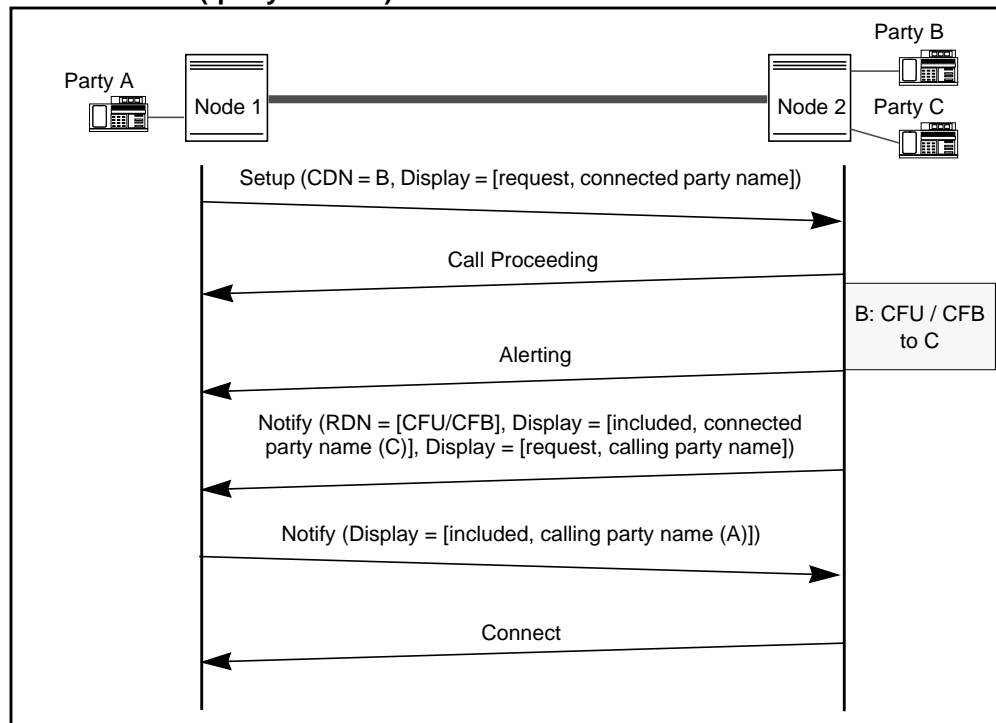 Party B
Party A
Node 1
Node 2
Party C
Setup (CDN = B, Display = [request, connected party name])
Call Proceeding
B: CFU / CFB
to C
Alerting
Notify (RDN = [CFU/CFB], Display = [included, connected
party name (C)], Display = [request, calling party name])
Notify (Display = [included, calling party name (A)])
Connect